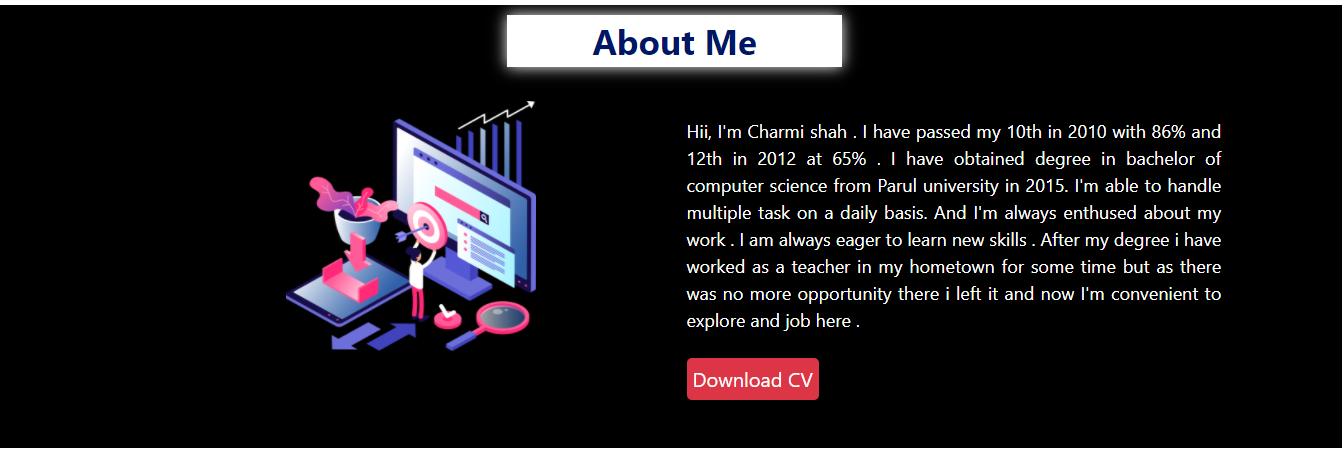 About Me
Hii, I'm Charmi shah . I have passed my 10th in 2010 with 86% and
12th in 2012 at 65% . I have obtained degree in bachelor of
computer science from Parul university in 2015. I'm able to handle
multiple task on a daily basis. And I'm always enthused about my
work . I am always eager to learn new skills . After my degree i have
worked as a teacher in my hometown for some time but as there
was no more opportunity there i left it and now I'm convenient to
explore and job here .
Download CV